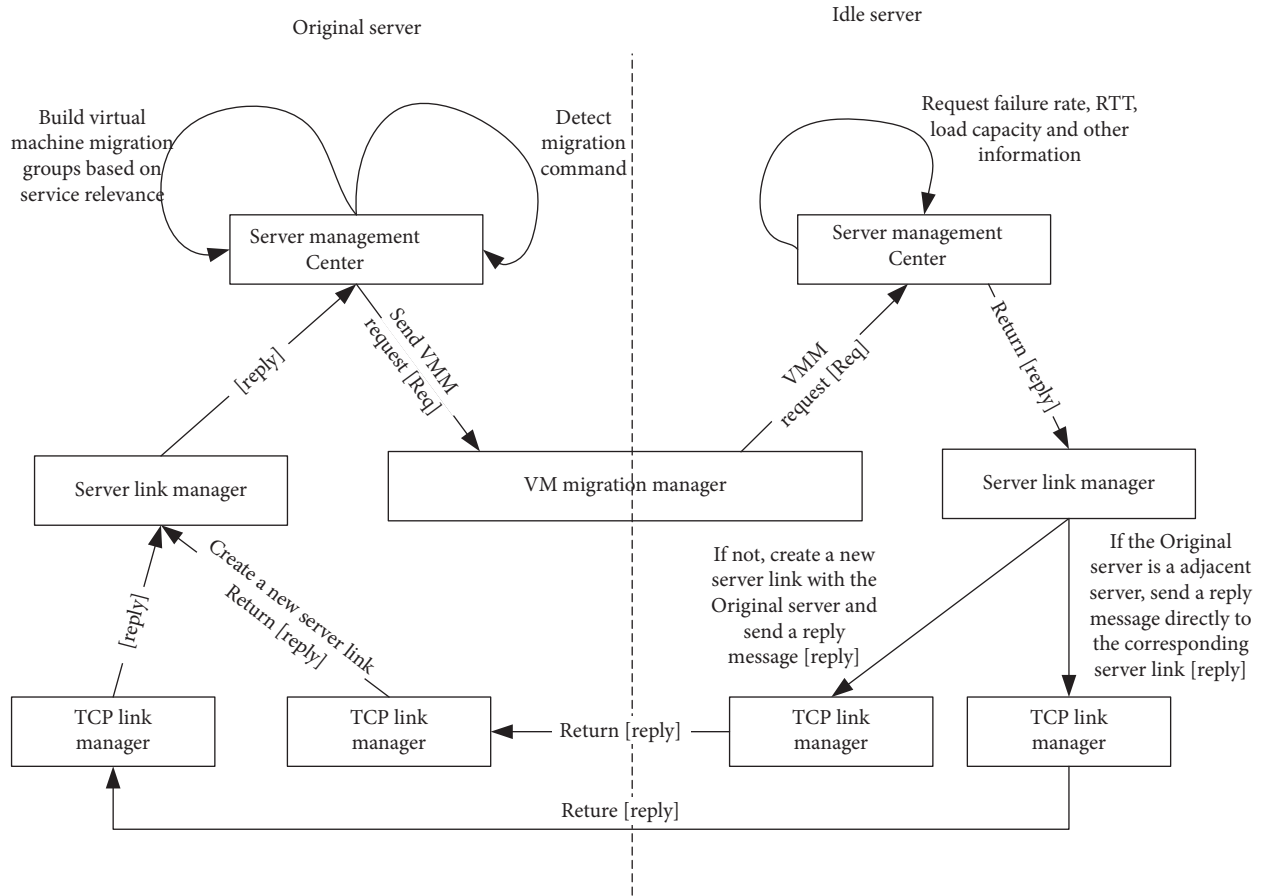 Original server
Idle server
Build virtual
machine migration
groups based on
service relevance
Detect
migration
command
Request failure rate, RTT,
load capacity and other
information
Server management
Center
Server management
Center
[reply]
Send VMM
request [Req]
VMM
request [Req]
Return [reply]
Server link manager
VM migration manager
Server link manager
[reply]
Create a new server link
Return [reply]
If not, create a new
server link with the
Original server and
send a reply
message [reply]
If the Original
server is a adjacent
server, send a reply
message directly to
the corresponding
server link [reply]
TCP link
manager
TCP link
manager
Return [reply]
TCP link
manager
TCP link
manager
Reture [reply]